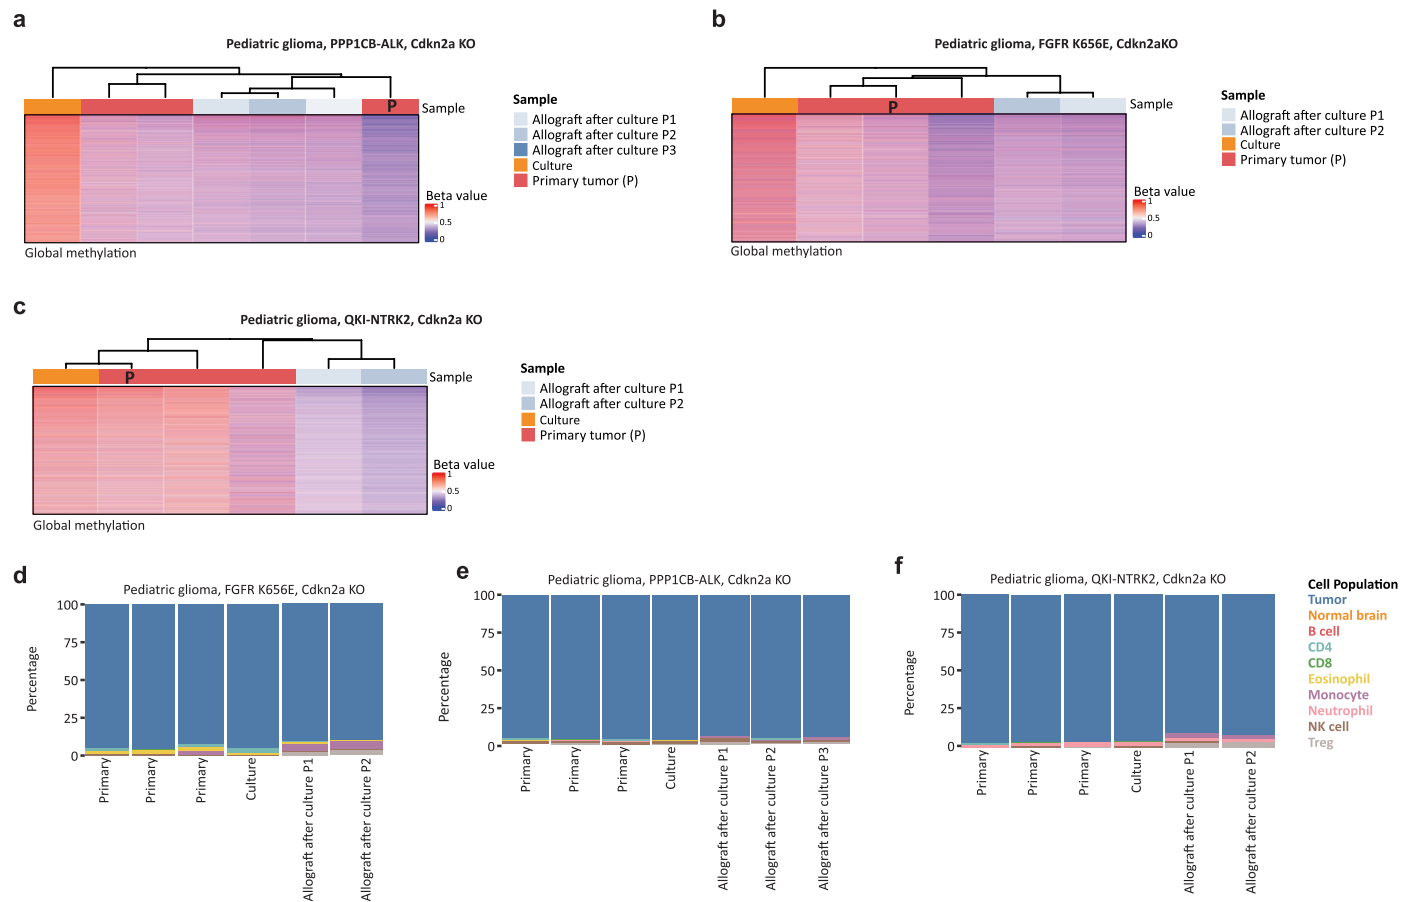 a
Pediatric glioma, PPP1CB-ALK, Cdkn2a KO
P
Sample
Sample
Allograft after culture P1
Allograft after culture P2
Allograft after culture P3
Culture
Primary tumor (P)
Beta value
1
0.5
0
Global methylation
b
Pediatric glioma, FGFR K656E, Cdkn2aKO
P
Sample
Sample
Allograft after culture P1
Allograft after culture P2
Culture
Primary tumor (P)
Beta value
1
0.5
0
Global methylation
c
Pediatric glioma, QKI-NTRK2, Cdkn2a KO
P
Sample
Sample
Allograft after culture P1
Allograft after culture P2
Culture
Primary tumor (P)
Beta value
1
0.5
0
Global methylation
d
Pediatric glioma, FGFR K656E, Cdkn2a KO
Percentage
100
75
50
25
0
Primary
Primary
Primary
Culture
Allograft after culture P1
Allograft after culture P2
e
Pediatric glioma, PPP1CB-ALK, Cdkn2a KO
Percentage
100
75
50
25
0
Primary
Primary
Primary
Culture
Allograft after culture P1
Allograft after culture P2
Allograft after culture P3
f
Pediatric glioma, QKI-NTRK2, Cdkn2a KO
Percentage
100
75
50
25
0
Primary
Primary
Primary
Culture
Allograft after culture P1
Allograft after culture P2
Cell Population
Tumor
Normal brain
B cell
CD4
CD8
Eosinophil
Monocyte
Neutrophil
NK cell
Treg